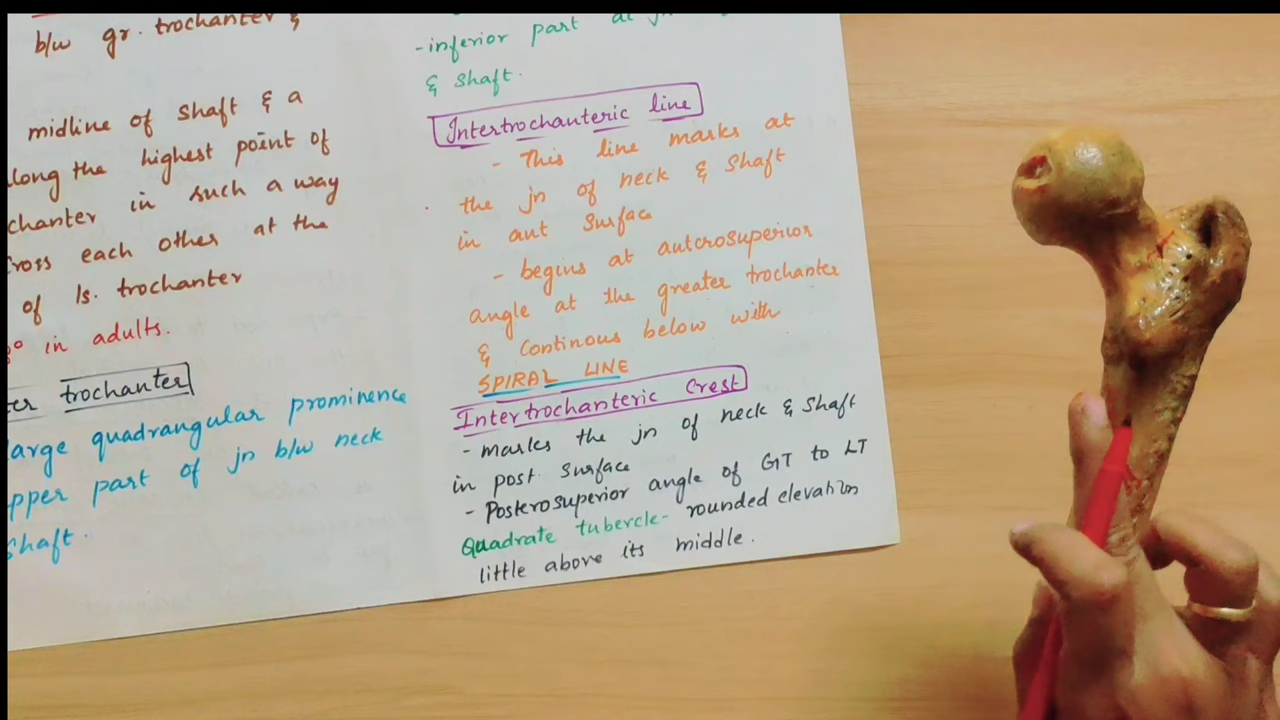 b/w gr. trochanter &
midline of shaft & a
long the highest point of
chanter in such a way
ross each other at the
of ls. trochanter
° in adults.
trochanter
arge quadrangular prominence
pper part of jn b/w neck
shaft.
-inferior part at
& shaft.
Intertrochanteric line
- This line marks at
the jn of neck & shaft
in ant surface
- begins at anterosuperior
angle at the greater trochanter
& continous below with
SPIRAL LINE
Intertrochanteric Crest
- marks the jn of neck & shaft
in post. surface
- Posterosuperior angle of GT to LT
Quadrate tubercle- rounded elevation
little above its middle.